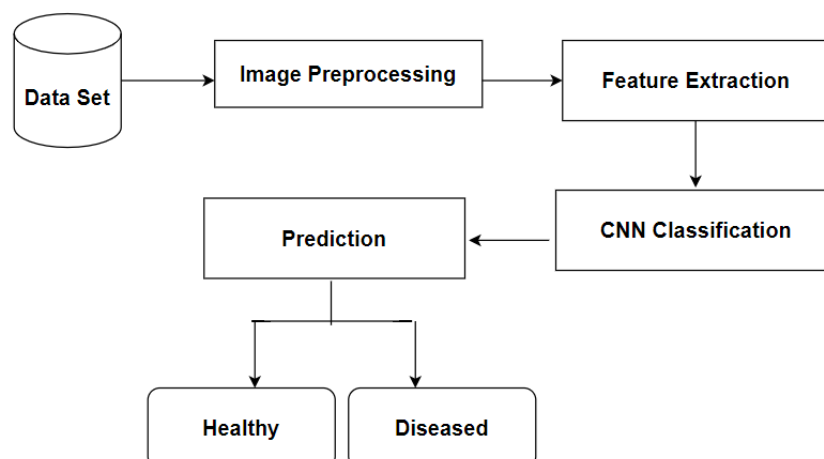 Data Set
Image Preprocessing
Feature Extraction
CNN Classification
Prediction
Healthy
Diseased